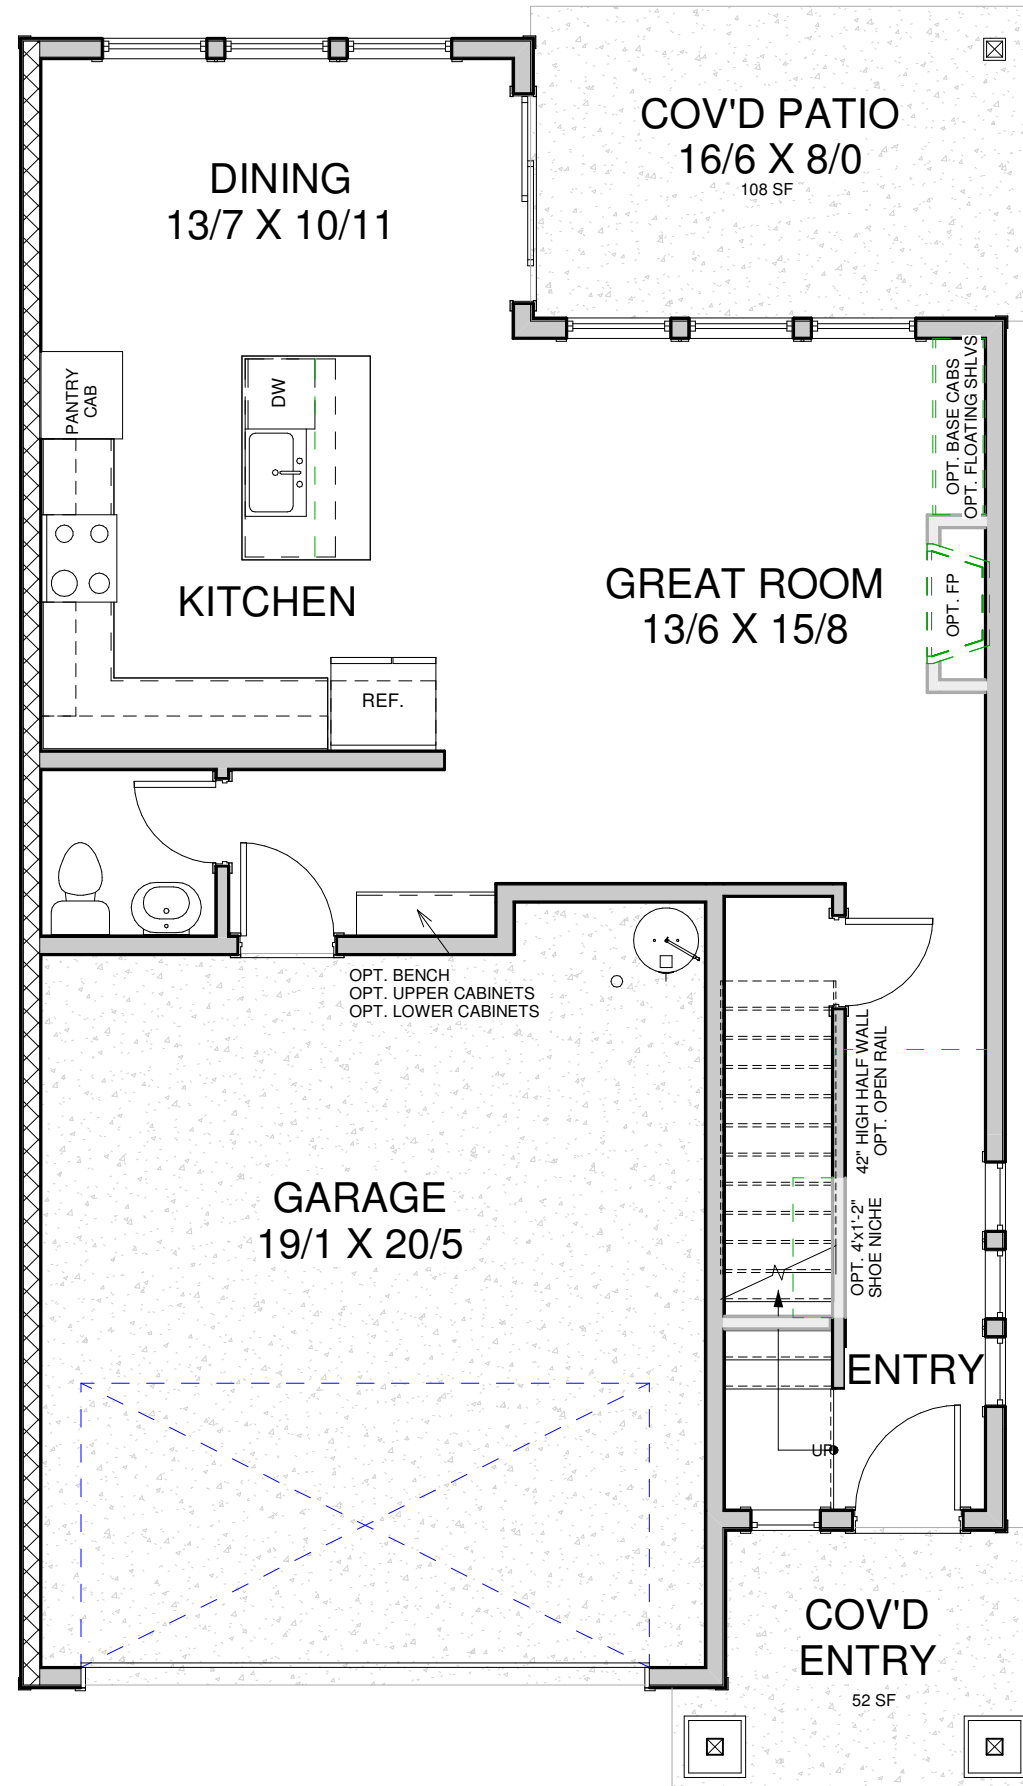 COV'D PATIO
16/6 X 8/0
108 SF
DINING
13/7 X 10/11
PANTRY
CAB
DW
OPT. BASE CABS
OPT. FLOATING SHLVS
KITCHEN
GREAT ROOM
13/6 X 15/8
OPT. FP
REF.
OPT. BENCH
OPT. UPPER CABINETS
OPT. LOWER CABINETS
42" HIGH HALF WALL
OPT. OPEN RAIL
GARAGE
19/1 X 20/5
OPT. 4'x1'-2"
SHOE NICHE
ENTRY
UP
COV'D
ENTRY
52 SF